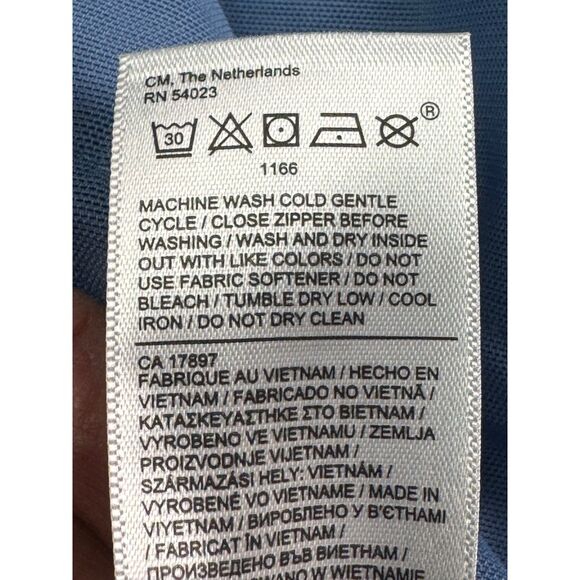 CM, The Netherlands
RN 54023
30
®
1166
MACHINE WASH COLD GENTLE
CYCLE / CLOSE ZIPPER BEFORE
WASHING / WASH AND DRY INSIDE
OUT WITH LIKE COLORS / DO NOT
USE FABRIC SOFTENER / DO NOT
BLEACH / TUMBLE DRY LOW / COOL
IRON / DO NOT DRY CLEAN
CA 17897
FABRIQUE AU VIETNAM / HECHO EN
VIETNAM / FABRICADO NO VIETNÃ /
ΚΑΤΑΣΚΕΥΑΣΤΗΚΕ ΣΤΟ ΒΙΕΤΝΑΜ /
VYROBENO VE VIETNAMU / ZEMLJA
PROIZVODNJE VIJETNAM /
SZÁRMAZÁSI HELY: VIETNÁM /
VYROBENÉ VO VIETNAME / MADE IN
VIYETNAM / ВИРОБЛЕНО У В'ЄТНАМІ
/ FABRICAT ÎN VIETNAM /
ПРОИЗВЕДЕНО ВЪВ ВИЕТНАМ /